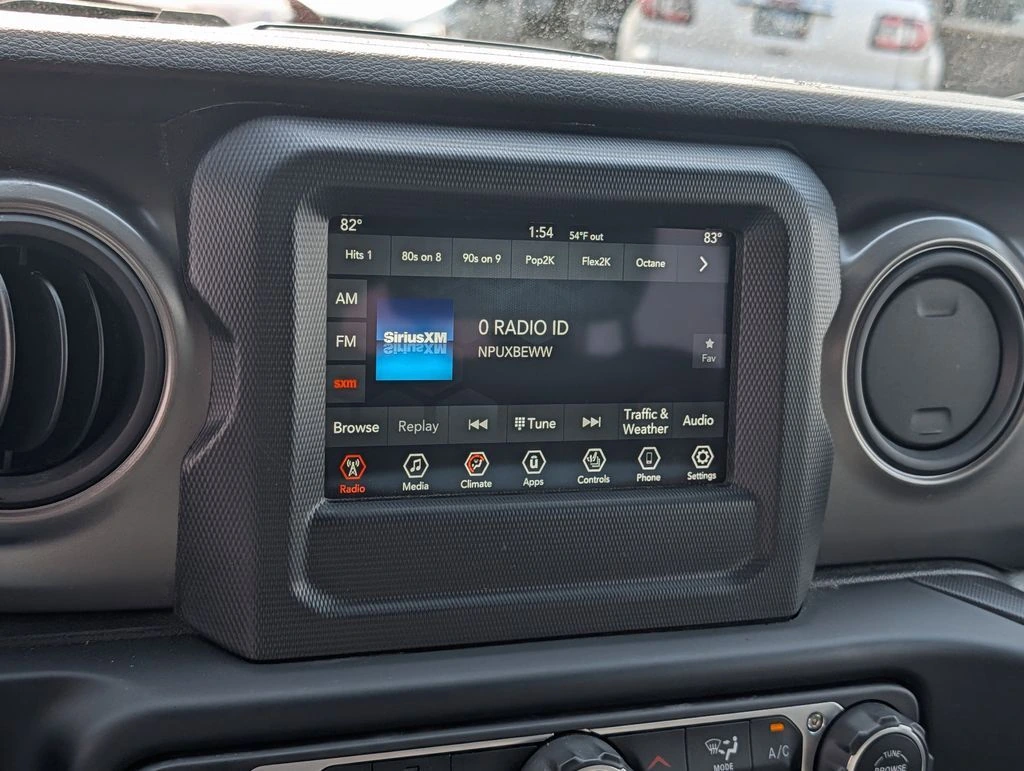 82° 1:54 54°F out 83°
Hits 1 80s on 8 90s on 9 Pop2K Flex2K Octane
AM
FM
sxm
SiriusXM
0 RADIO ID
NPUXBEWW
Fav
Browse Replay Tune Traffic & Weather Audio
Radio Media Climate Apps Controls Phone Settings
MODE A/C
TUNE
BROWSE